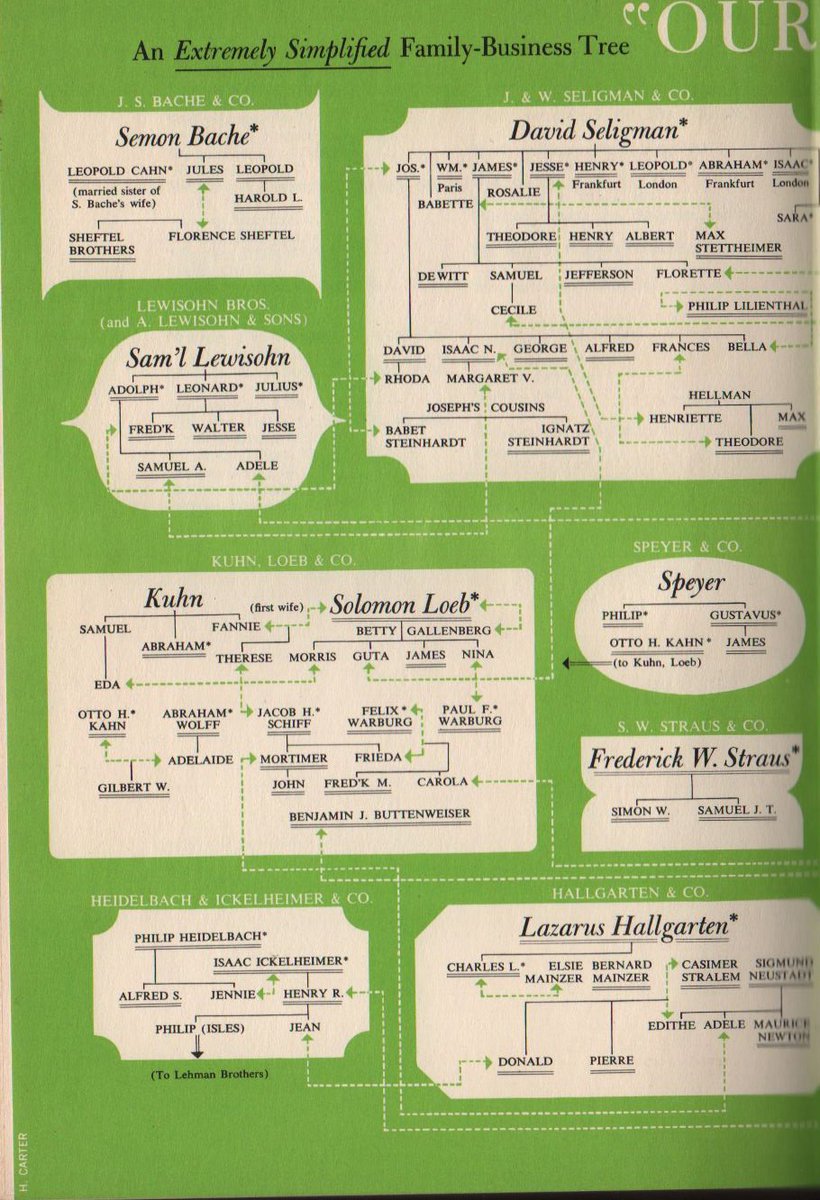 "OUR
An Extremely Simplified Family-Business Tree
J. S. BACHE & CO.
Semon Bache*
LEOPOLD CAHN* JULES LEOPOLD
(married sister of
S. Bache's wife)
HAROLD L.
SHEFTEL
BROTHERS
FLORENCE SHEFTEL
J. & W. SELIGMAN & CO.
David Seligman*
JOS.* WM.* JAMES* JESSE* HENRY* LEOPOLD* ABRAHAM* ISAAC*
Paris Frankfurt London Frankfurt London
ROSALIE
BABETTE
SARA*
THEODORE HENRY ALBERT MAX
STETTHEIMER
DE WITT SAMUEL JEFFERSON FLORETTE
CECILE PHILIP LILIENTHAL
DAVID ISAAC N. GEORGE ALFRED FRANCES BELLA
RHODA MARGARET V.
HELLMAN
JOSEPH'S COUSINS
HENRIETTE MAX
BABET
STEINHARDT
IGNATZ
STEINHARDT
THEODORE
LEWISOHN BROS.
(and A. LEWISOHN & SONS)
Sam'l Lewisohn
ADOLPH* LEONARD* JULIUS*
FRED'K WALTER JESSE
SAMUEL A. ADELE
KUHN, LOEB & CO.
Kuhn (first wife) Solomon Loeb*
SAMUEL FANNIE BETTY GALLENBERG
ABRAHAM*
THERESE MORRIS GUTA JAMES NINA
EDA
OTTO H.*
KAHN
ABRAHAM*
WOLFF
JACOB H.*
SCHIFF
FELIX*
WARBURG
PAUL F.*
WARBURG
ADELAIDE MORTIMER FRIEDA
GILBERT W. JOHN FRED'K M. CAROLA
BENJAMIN J. BUTTENWEISER
SPEYER & CO.
Speyer
PHILIP* GUSTAVUS*
OTTO H. KAHN* JAMES
(to Kuhn, Loeb)
S. W. STRAUS & CO.
Frederick W. Straus*
SIMON W. SAMUEL J. T.
HEIDELBACH & ICKELHEIMER & CO.
PHILIP HEIDELBACH*
ISAAC ICKELHEIMER*
ALFRED S. JENNIE HENRY R.
PHILIP (ISLES) JEAN
(To Lehman Brothers)
HALLGARTEN & CO.
Lazarus Hallgarten*
CHARLES L.* ELSIE
MAINZER
BERNARD
MAINZER
CASIMER
STRALEM
SIGMUND
NEUSTADT
EDITHE ADELE MAURICE
NEWTON
DONALD PIERRE
H. CARTER